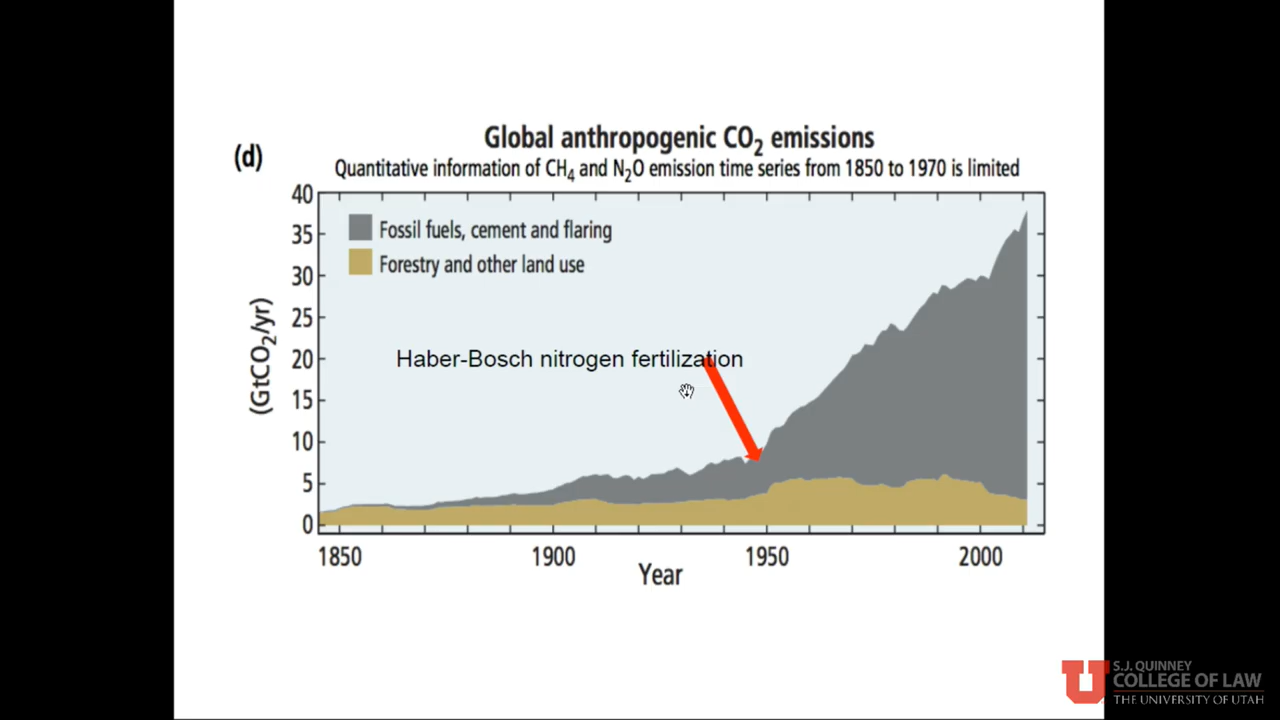 Global anthropogenic CO₂ emissions
(d)
Quantitative information of CH₄ and N₂O emission time series from 1850 to 1970 is limited
40
35
30
25
20
15
10
5
0
(GtCO₂/yr)
Fossil fuels, cement and flaring
Forestry and other land use
Haber-Bosch nitrogen fertilization
1850 1900 1950 2000
Year
U
S.J. QUINNEY
COLLEGE OF LAW
THE UNIVERSITY OF UTAH